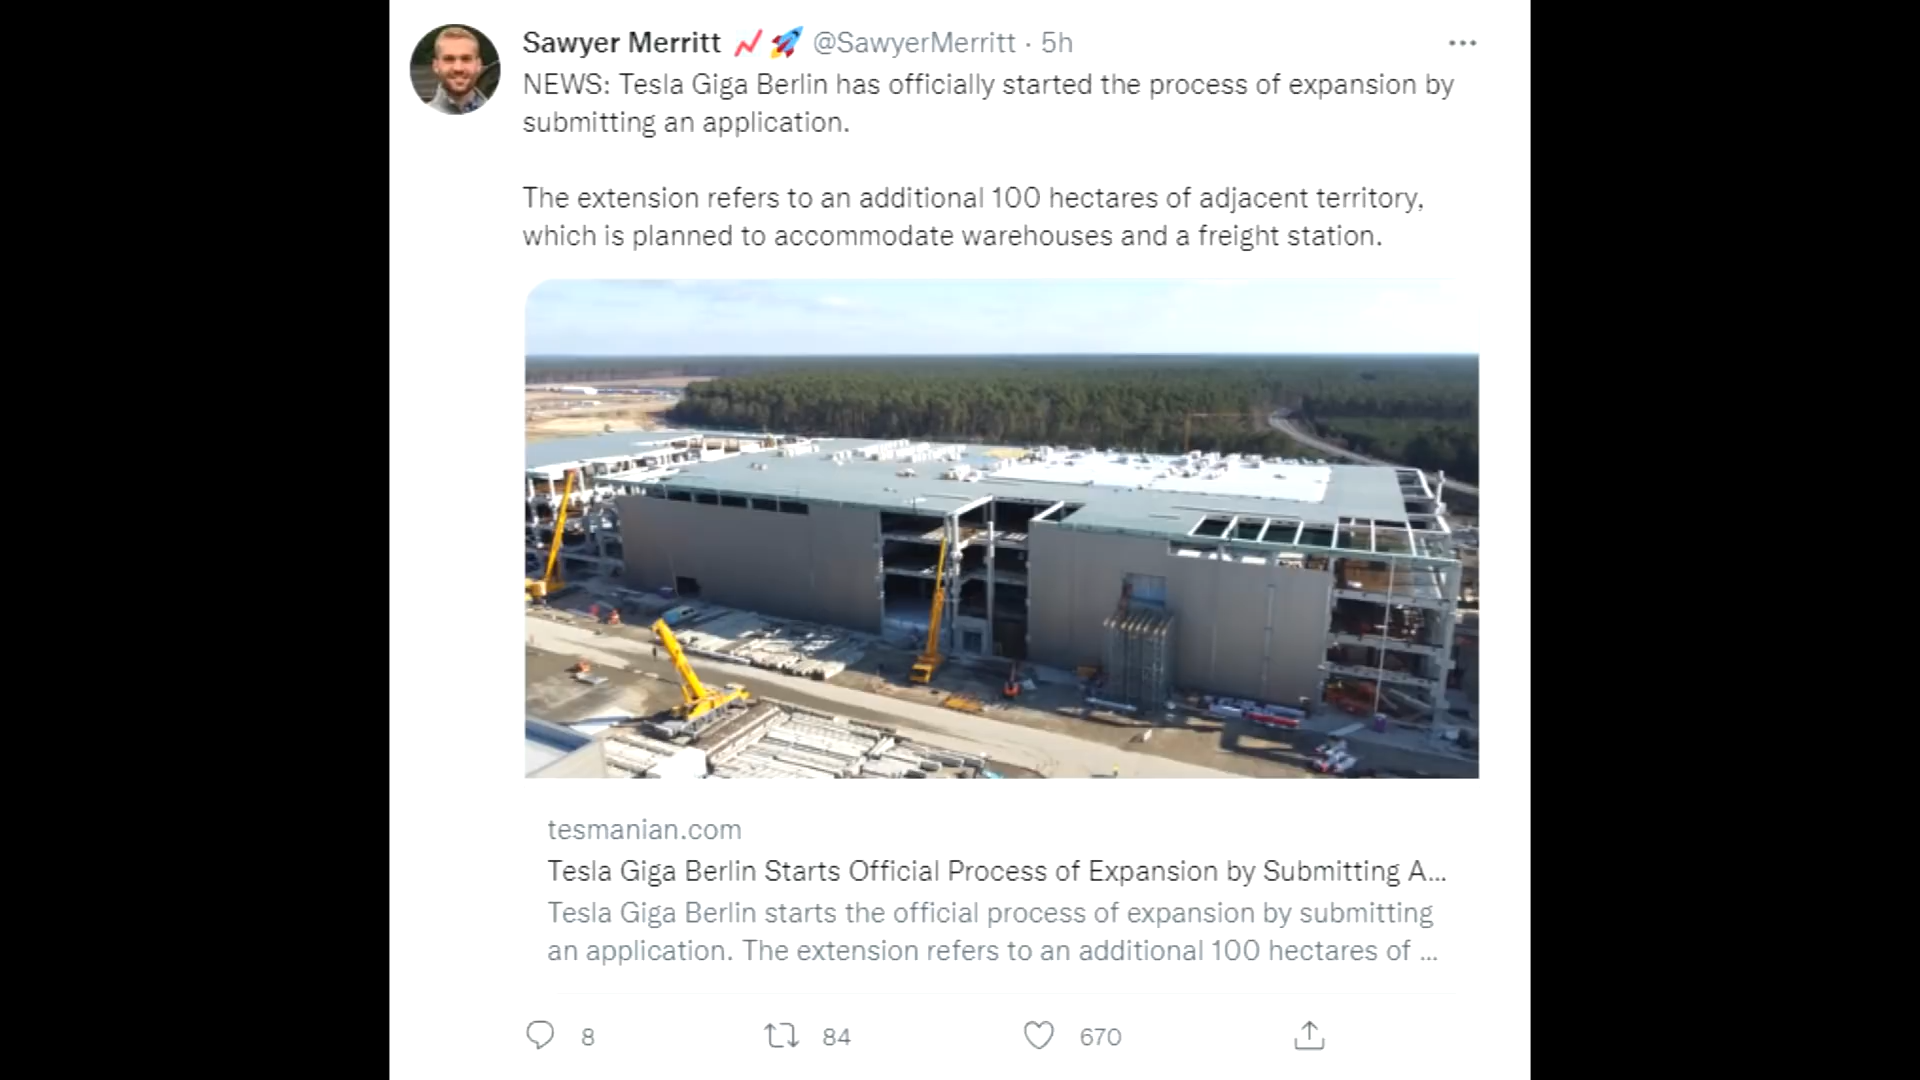 Sawyer Merritt 📈🚀 @SawyerMerritt · 5h
NEWS: Tesla Giga Berlin has officially started the process of expansion by
submitting an application.
The extension refers to an additional 100 hectares of adjacent territory,
which is planned to accommodate warehouses and a freight station.
tesmanian.com
Tesla Giga Berlin Starts Official Process of Expansion by Submitting A...
Tesla Giga Berlin starts the official process of expansion by submitting
an application. The extension refers to an additional 100 hectares of ...
8 84 670